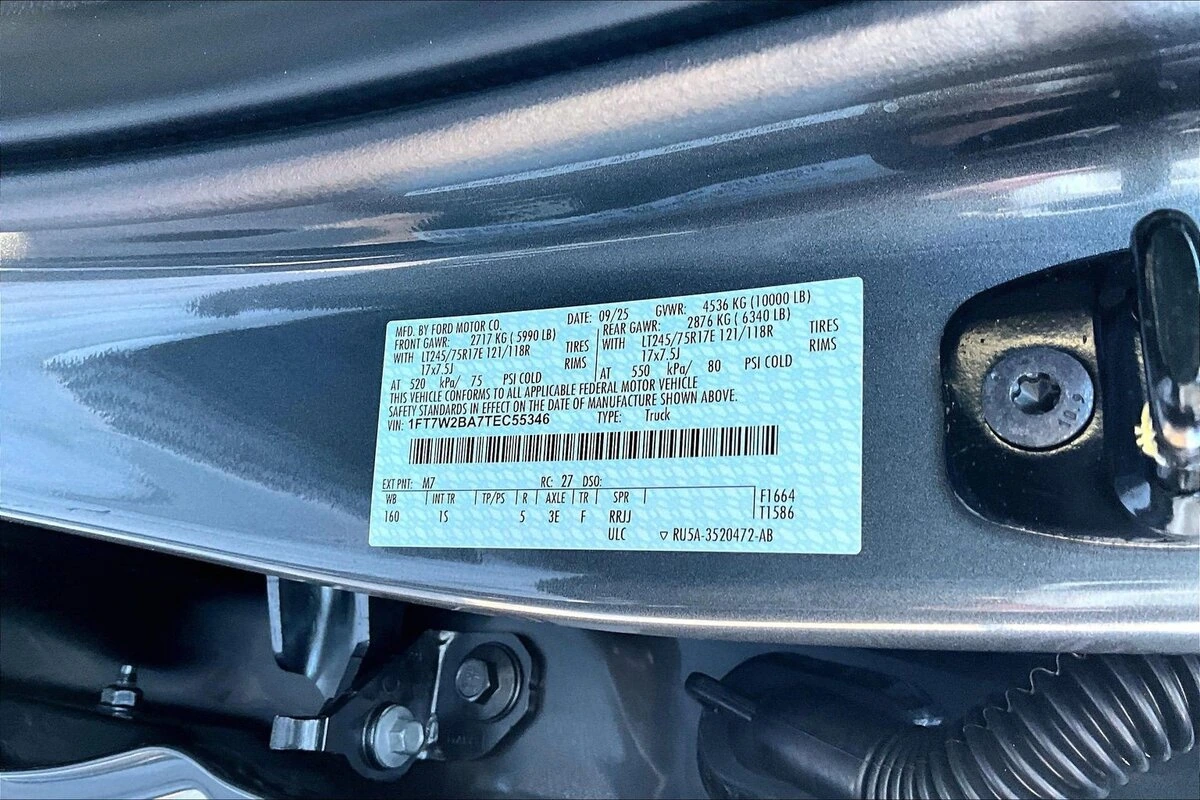 MFD. BY FORD MOTOR CO. DATE: 09/25 GVWR: 4536 KG (10000 LB)
FRONT GAWR: 2717 KG ( 5990 LB) REAR GAWR: 2876 KG ( 6340 LB)
WITH LT245/75R17E 121/118R TIRES WITH LT245/75R17E 121/118R TIRES
17x7.5J RIMS 17x7.5J RIMS
AT 520 kPa/ 75 PSI COLD AT 550 kPa/ 80 PSI COLD
THIS VEHICLE CONFORMS TO ALL APPLICABLE FEDERAL MOTOR VEHICLE
SAFETY STANDARDS IN EFFECT ON THE DATE OF MANUFACTURE SHOWN ABOVE.
VIN: 1FT7W2BA7TEC55346 TYPE: Truck
EXT PNT: M7 RC: 27 DSO:
WB INT TR TP/PS R AXLE TR SPR F1664
160 1S 5 3E F RRJJ T1586
ULC ▽ RU5A-3520472-AB
10.9